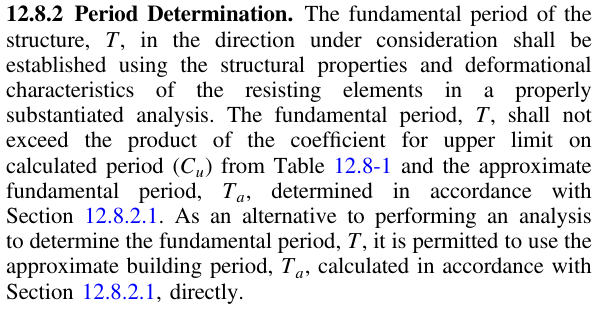 12.8.2 Period Determination. The fundamental period of the
structure, T, in the direction under consideration shall be
established using the structural properties and deformational
characteristics of the resisting elements in a properly
substantiated analysis. The fundamental period, T, shall not
exceed the product of the coefficient for upper limit on
calculated period (Cu) from Table 12.8-1 and the approximate
fundamental period, Ta, determined in accordance with
Section 12.8.2.1. As an alternative to performing an analysis
to determine the fundamental period, T, it is permitted to use the
approximate building period, Ta, calculated in accordance with
Section 12.8.2.1, directly.